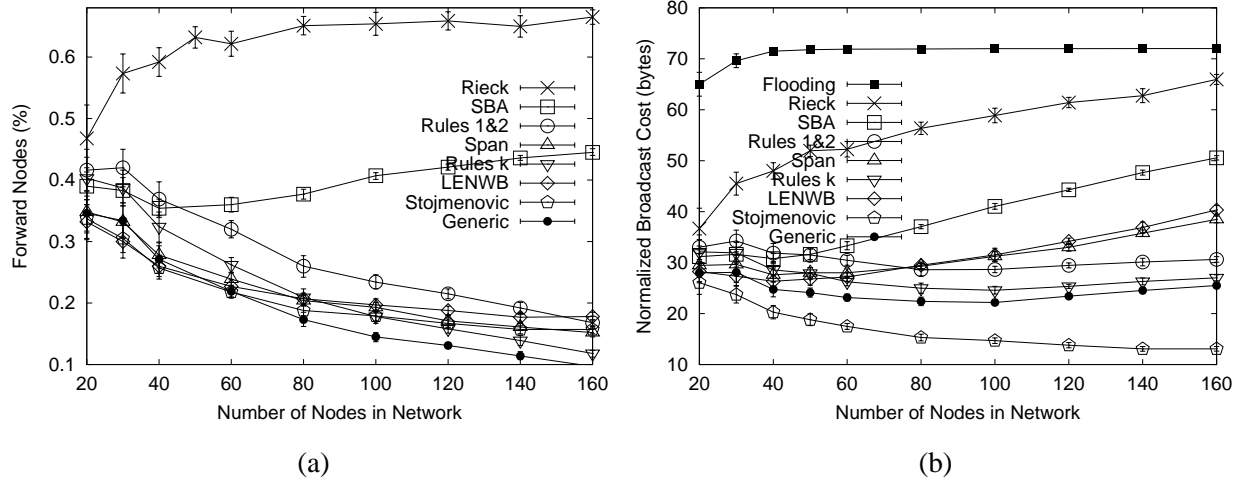 0.6
0.5
0.4
0.3
0.2
0.1
Forward Nodes (%)
Rieck
SBA
Rules 1&2
Span
Rules k
LENWB
Stojmenovic
Generic
20 40 60 80 100 120 140 160
Number of Nodes in Network
(a)
80
70
60
50
40
30
20
10
Normalized Broadcast Cost (bytes)
Flooding
Rieck
SBA
Rules 1&2
Span
Rules k
LENWB
Stojmenovic
Generic
20 40 60 80 100 120 140 160
Number of Nodes in Network
(b)